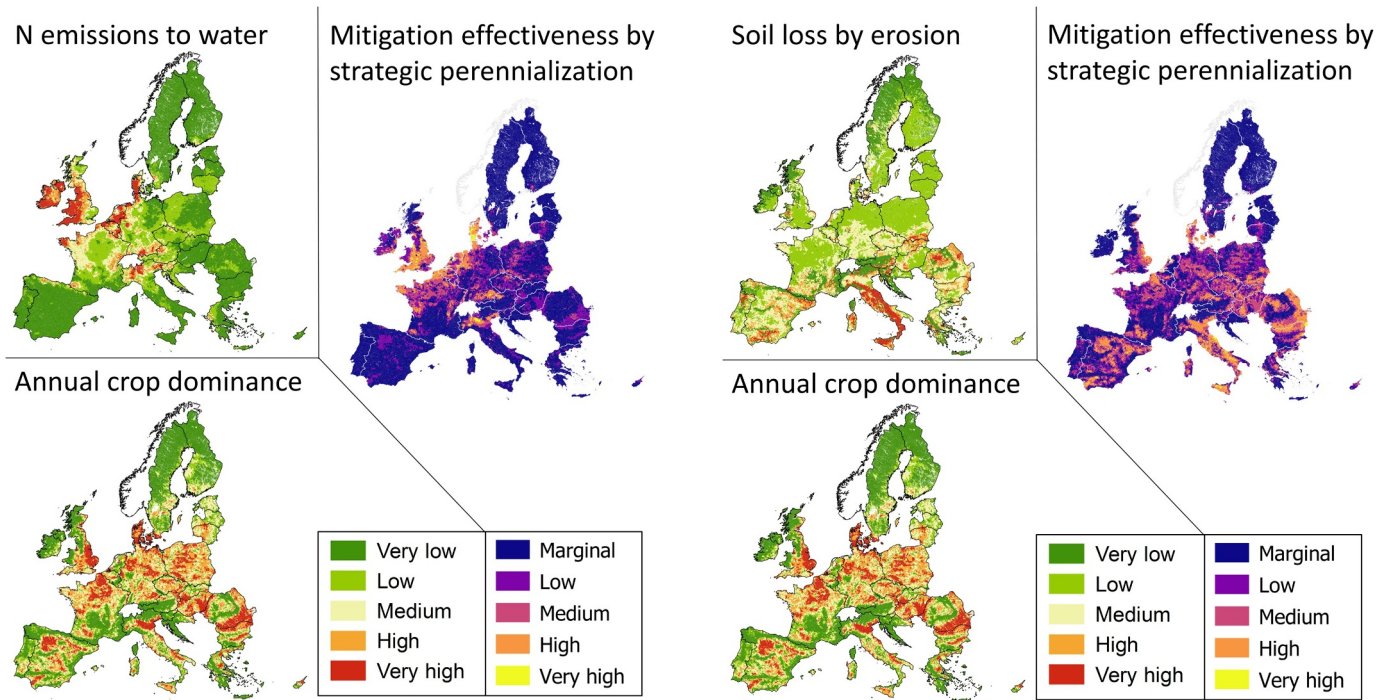 N emissions to water
Mitigation effectiveness by
strategic perennialization
Annual crop dominance
Very low
Low
Medium
High
Very high
Marginal
Low
Medium
High
Very high
Soil loss by erosion
Mitigation effectiveness by
strategic perennialization
Annual crop dominance
Very low
Low
Medium
High
Very high
Marginal
Low
Medium
High
Very high